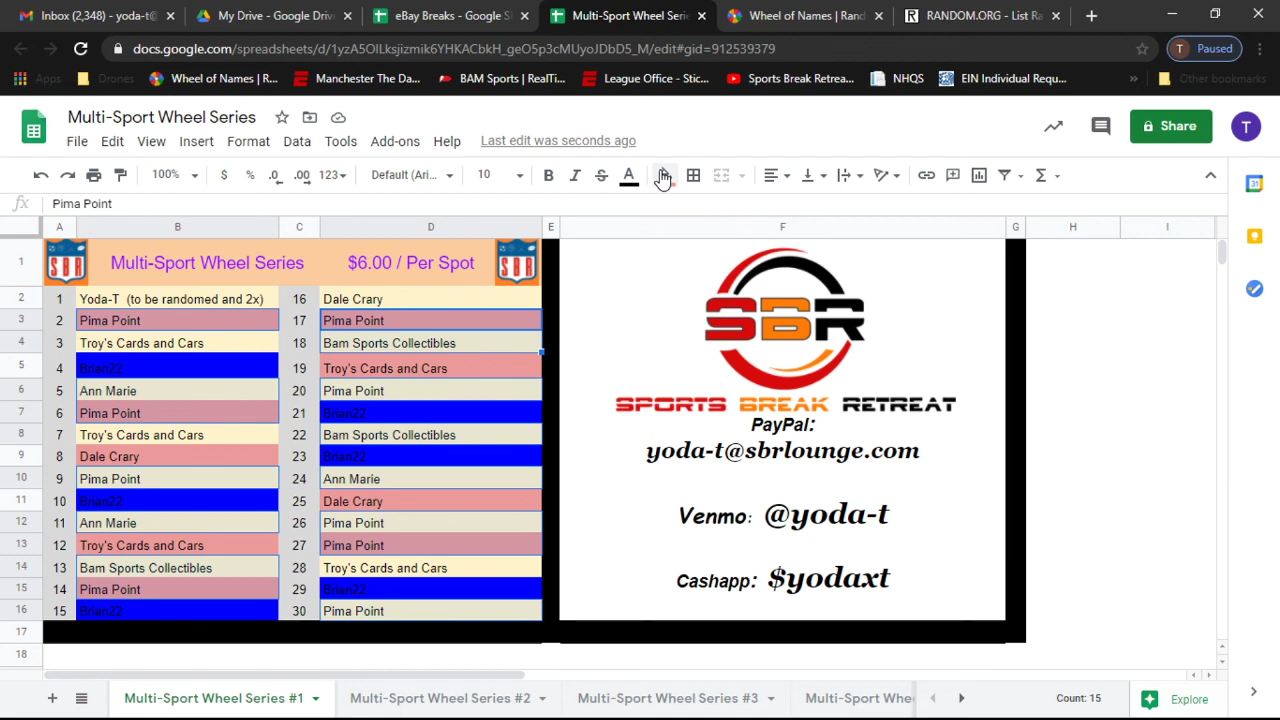 Inbox (2,348) - yoda-t@ × My Drive - Google Driv × eBay Breaks - Google S × Multi-Sport Wheel Serie × Wheel of Names | Rand × RANDOM.ORG - List Ra ×
docs.google.com/spreadsheets/d/1yzA5OlLksjizmik6YHKACbkH_geO5p3cMUyoJDbD5_M/edit#gid=912539379 T Paused
Apps Drones Wheel of Names | R... Manchester The Da... BAM Sports | RealTi... League Office - Stic... Sports Break Retrea... NHQS EIN Individual Requ... » Other bookmarks
Multi-Sport Wheel Series
Share T
File Edit View Insert Format Data Tools Add-ons Help Last edit was seconds ago
100% $ % .0 .00 123 Default (Ari... 10 B I S A
fx Pima Point
A B C D E F G H I
1 SBR Multi-Sport Wheel Series $6.00 / Per Spot SBR
2 1 Yoda-T (to be randomed and 2x) 16 Dale Crary
3 2 Pima Point 17 Pima Point
4 3 Troy's Cards and Cars 18 Bam Sports Collectibles
5 4 Brian22 19 Troy's Cards and Cars
6 5 Ann Marie 20 Pima Point
7 6 Pima Point 21 Brian22
8 7 Troy's Cards and Cars 22 Bam Sports Collectibles
9 8 Dale Crary 23 Brian22
10 9 Pima Point 24 Ann Marie
11 10 Brian22 25 Dale Crary
12 11 Ann Marie 26 Pima Point
13 12 Troy's Cards and Cars 27 Pima Point
14 13 Bam Sports Collectibles 28 Troy's Cards and Cars
15 14 Pima Point 29 Brian22
16 15 Brian22 30 Pima Point
17
18
SBR
SPORTS BREAK RETREAT
PayPal:
yoda-t@sbrlounge.com
Venmo: @yoda-t
Cashapp: $yodaxt
Multi-Sport Wheel Series #1 Multi-Sport Wheel Series #2 Multi-Sport Wheel Series #3 Multi-Sport Whe Count: 15 Explore